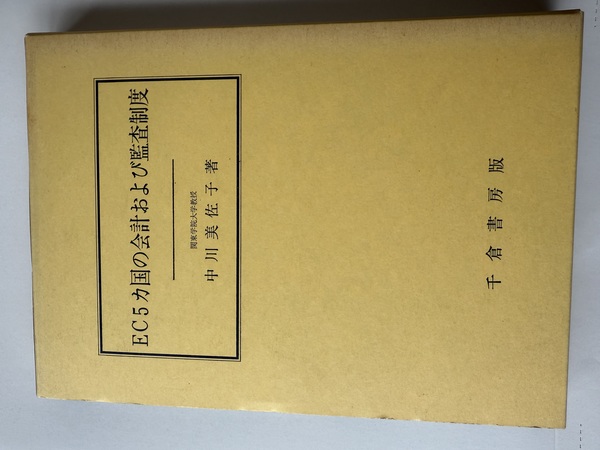 EC5カ国の会計および監査制度
関東学院大学教授
中川美佐子著
千倉書房版